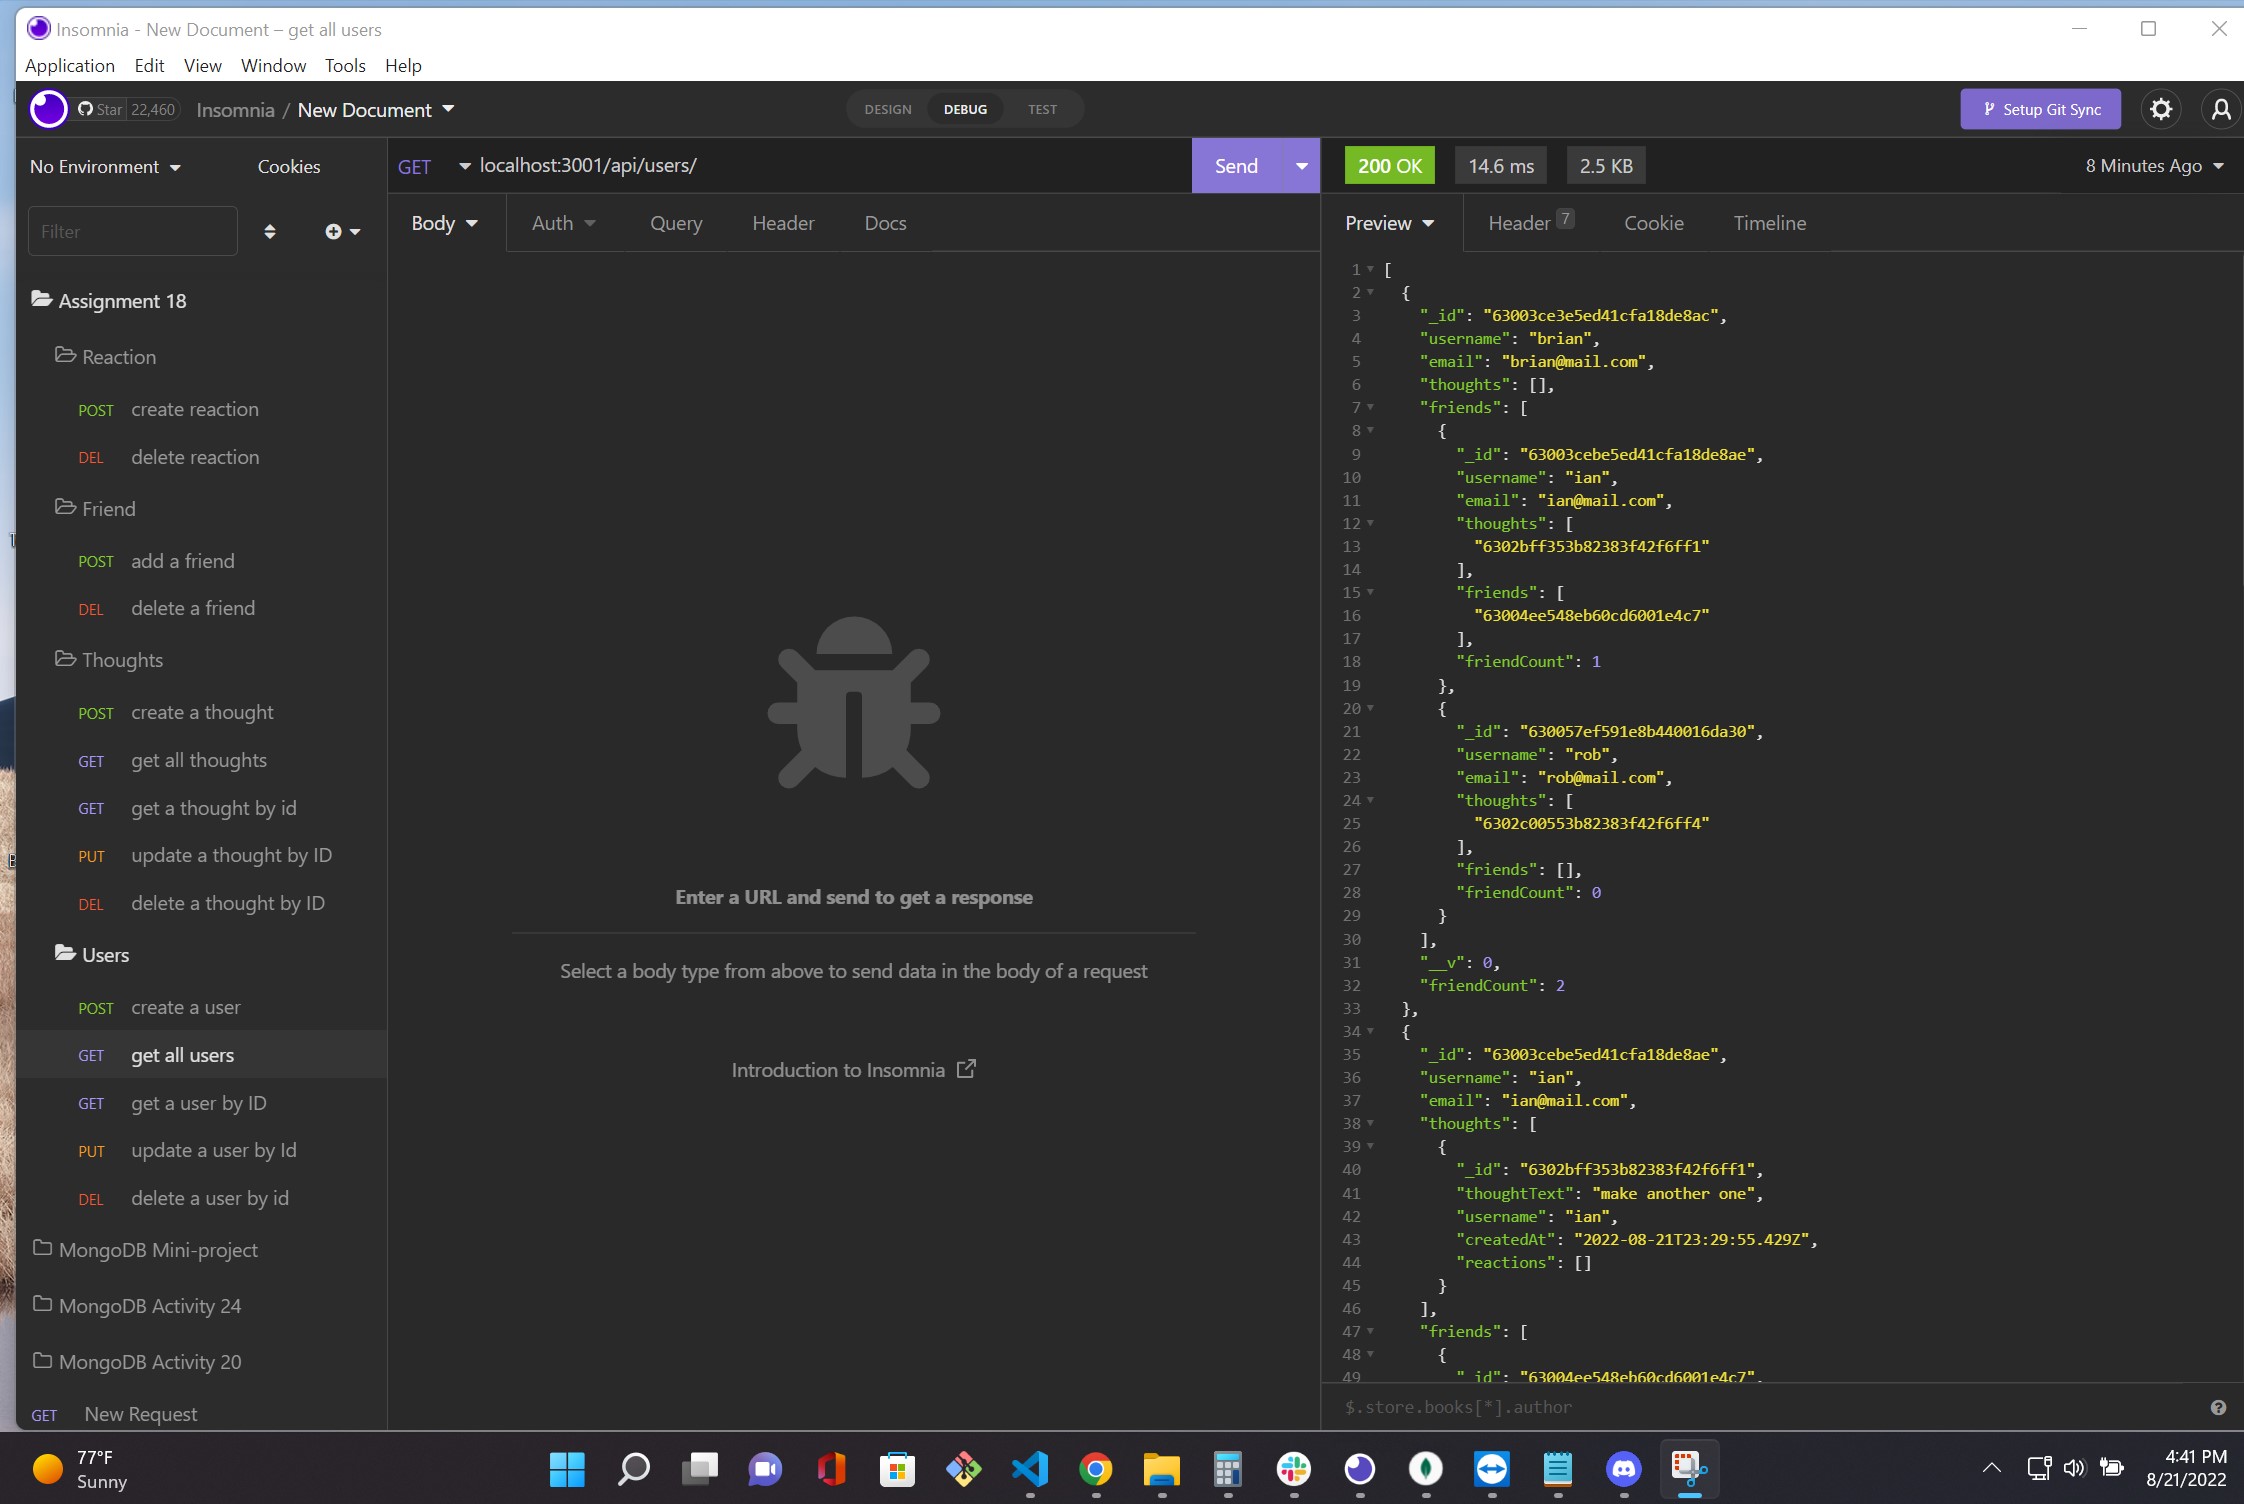 Insomnia - New Document – get all users
Application Edit View Window Tools Help
Star 22,460 Insomnia / New Document DESIGN DEBUG TEST Setup Git Sync
No Environment Cookies
Filter
Assignment 18
Reaction
POST create reaction
DEL delete reaction
Friend
POST add a friend
DEL delete a friend
Thoughts
POST create a thought
GET get all thoughts
GET get a thought by id
PUT update a thought by ID
DEL delete a thought by ID
Users
POST create a user
GET get all users
GET get a user by ID
PUT update a user by Id
DEL delete a user by id
MongoDB Mini-project
MongoDB Activity 24
MongoDB Activity 20
GET New Request
GET localhost:3001/api/users/ Send
Body Auth Query Header Docs
Enter a URL and send to get a response
Select a body type from above to send data in the body of a request
Introduction to Insomnia
200 OK 14.6 ms 2.5 KB 8 Minutes Ago
Preview Header 7 Cookie Timeline
1 [
2 {
3 "_id": "63003ce3e5ed41cfa18de8ac",
4 "username": "brian",
5 "email": "brian@mail.com",
6 "thoughts": [],
7 "friends": [
8 {
9 "_id": "63003cebe5ed41cfa18de8ae",
10 "username": "ian",
11 "email": "ian@mail.com",
12 "thoughts": [
13 "6302bff353b82383f42f6ff1"
14 ],
15 "friends": [
16 "63004ee548eb60cd6001e4c7"
17 ],
18 "friendCount": 1
19 },
20 {
21 "_id": "630057ef591e8b440016da30",
22 "username": "rob",
23 "email": "rob@mail.com",
24 "thoughts": [
25 "6302c00553b82383f42f6ff4"
26 ],
27 "friends": [],
28 "friendCount": 0
29 }
30 ],
31 "__v": 0,
32 "friendCount": 2
33 },
34 {
35 "_id": "63003cebe5ed41cfa18de8ae",
36 "username": "ian",
37 "email": "ian@mail.com",
38 "thoughts": [
39 {
40 "_id": "6302bff353b82383f42f6ff1",
41 "thoughtText": "make another one",
42 "username": "ian",
43 "createdAt": "2022-08-21T23:29:55.429Z",
44 "reactions": []
45 }
46 ],
47 "friends": [
48 {
49 "_id": "63004ee548eb60cd6001e4c7",
$.store.books[*].author
77°F
Sunny
4:41 PM
8/21/2022